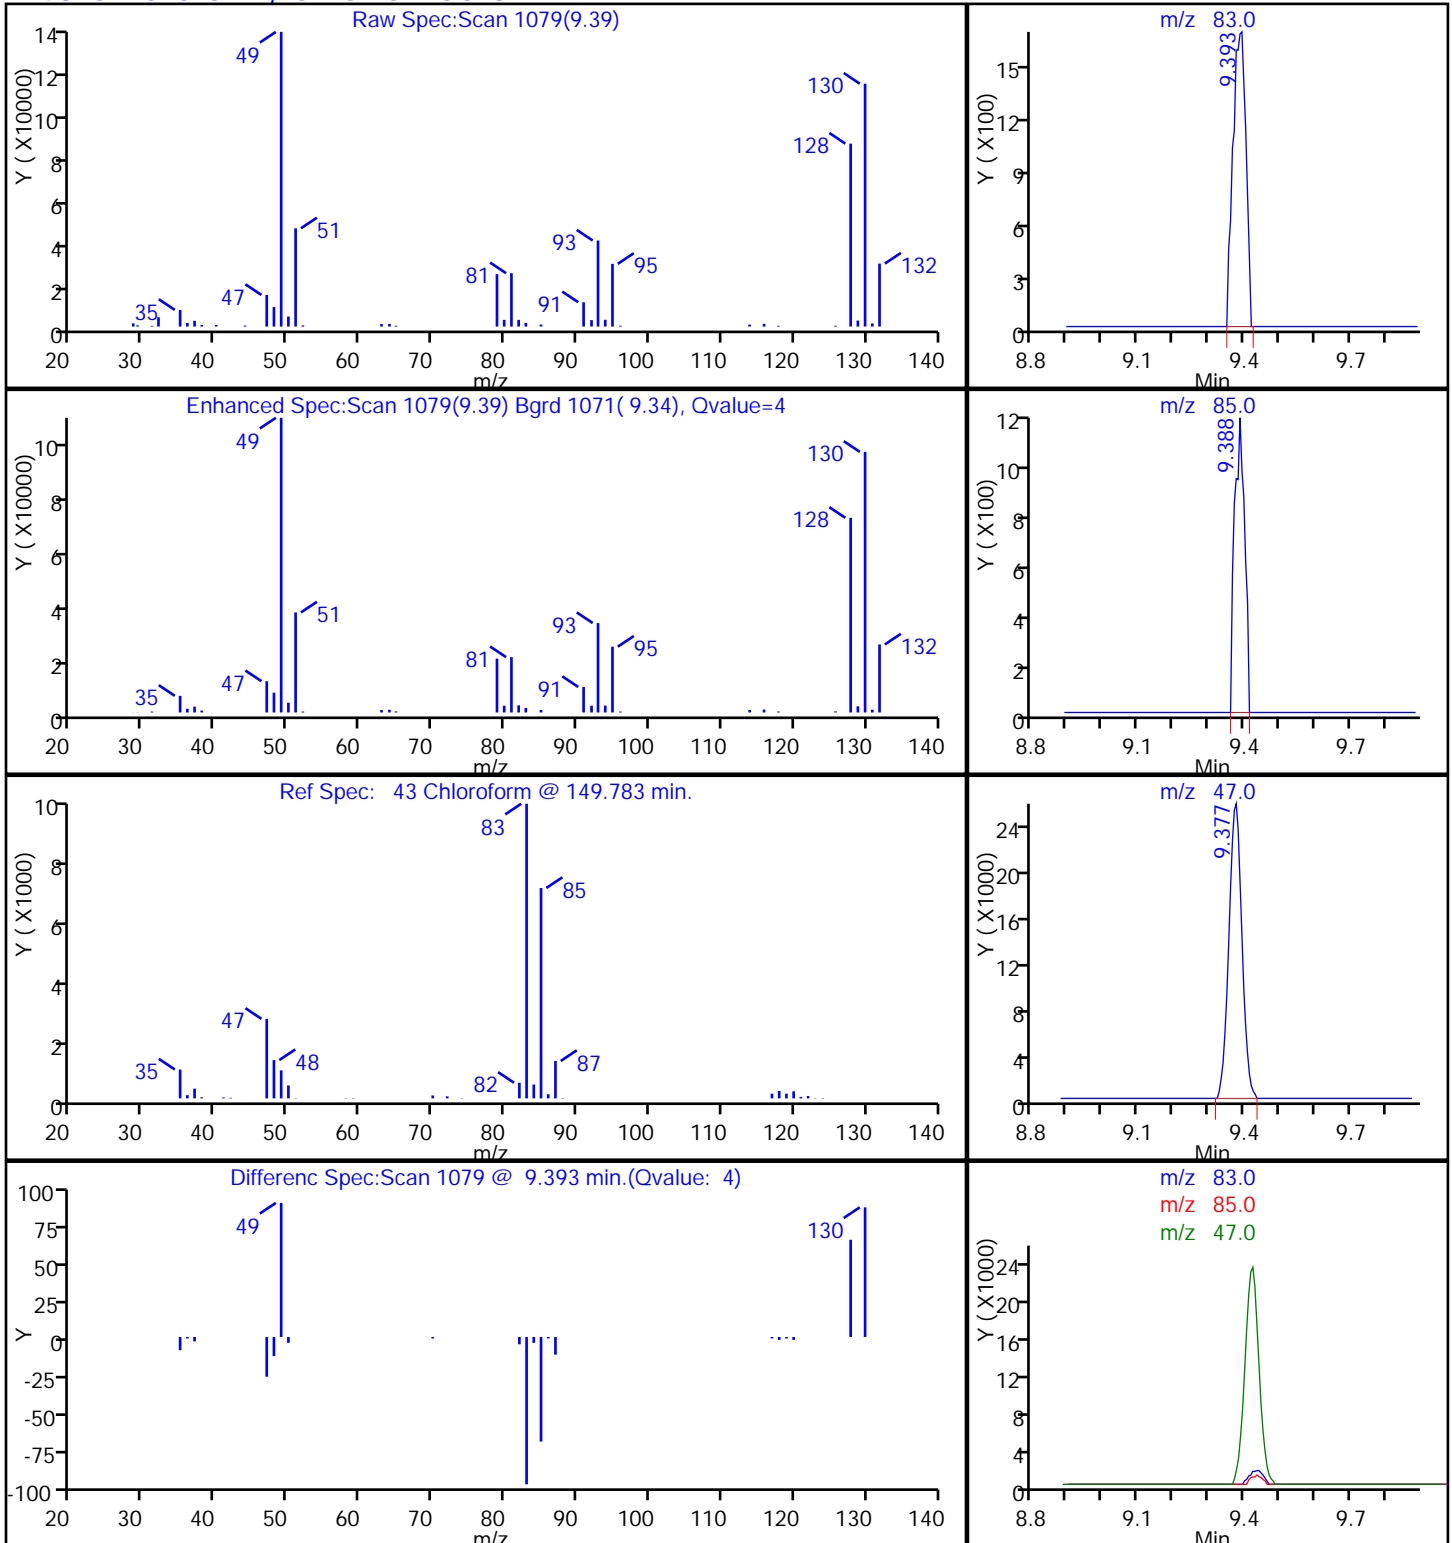 Raw Spec:Scan 1079(9.39)
Y ( X10000)
14
12
10
8
6
4
2
0
49
51
47
35
81
91
93
95
128
130
132
20 30 40 50 60 70 80 90 100 110 120 130 140
m/z
m/z 83.0
Y ( X100)
15
12
9
6
3
0
9.393
8.8 9.1 9.4 9.7
Min
Enhanced Spec:Scan 1079(9.39) Bgrd 1071( 9.34), Qvalue=4
Y ( X10000)
10
8
6
4
2
0
49
51
47
35
81
91
93
95
128
130
132
20 30 40 50 60 70 80 90 100 110 120 130 140
m/z
m/z 85.0
Y ( X100)
12
10
8
6
4
2
0
9.388
8.8 9.1 9.4 9.7
Min
Ref Spec: 43 Chloroform @ 149.783 min.
Y ( X1000)
10
8
6
4
2
0
83
85
47
48
35
82
87
20 30 40 50 60 70 80 90 100 110 120 130 140
m/z
m/z 47.0
Y ( X1000)
24
20
16
12
8
4
0
9.377
8.8 9.1 9.4 9.7
Min
Differenc Spec:Scan 1079 @ 9.393 min.(Qvalue: 4)
Y
100
75
50
25
0
-25
-50
-75
-100
49
130
20 30 40 50 60 70 80 90 100 110 120 130 140
m/z
m/z 83.0
m/z 85.0
m/z 47.0
Y ( X1000)
24
20
16
12
8
4
0
8.8 9.1 9.4 9.7
Min